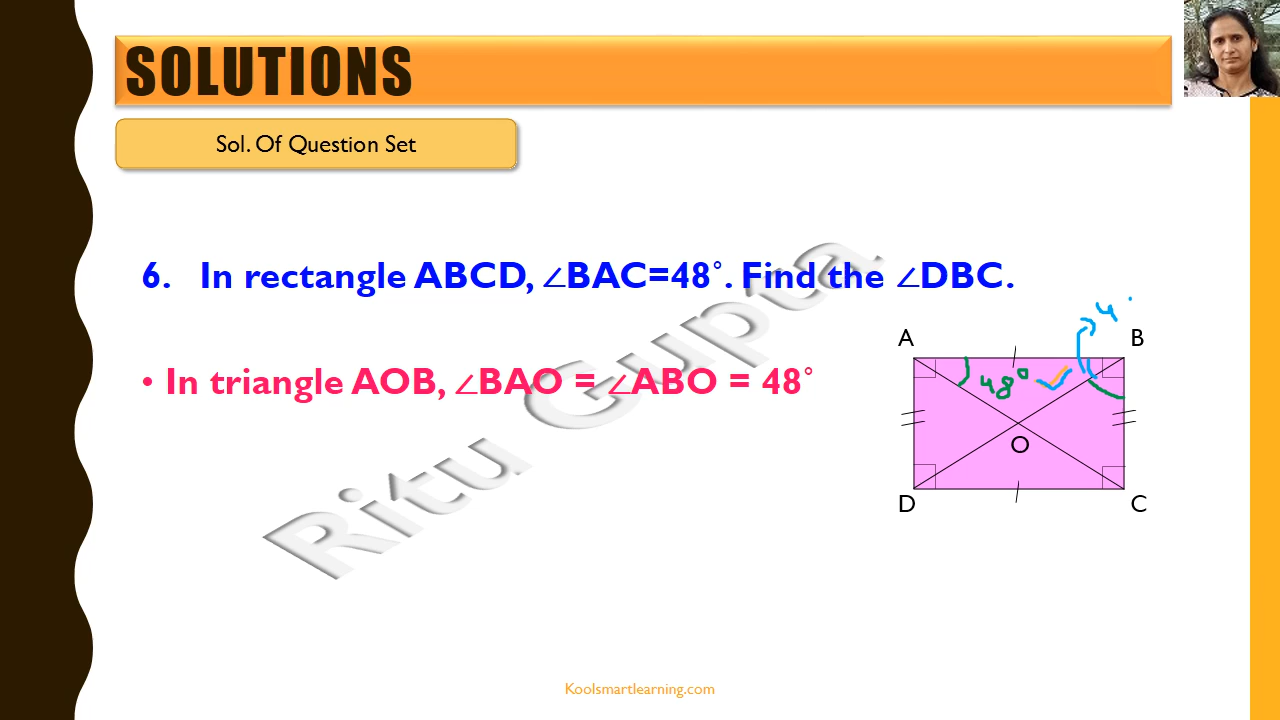 SOLUTIONS
Sol. Of Question Set
6. In rectangle ABCD, ∠BAC=48˚. Find the ∠DBC.
• In triangle AOB, ∠BAO = ∠ABO = 48˚
4
A
B
48°
O
D
C
Ritu Gupta
Koolsmartlearning.com